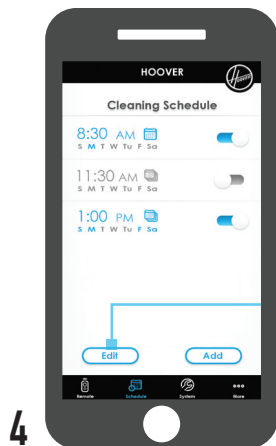 HOOVER
Cleaning Schedule
8:30 AM
S M T W Tu F Sa
11:30 AM
S M T W Tu F Sa
1:00 PM
S M T W Tu F Sa
Edit
Add
Remote Schedule System More
4